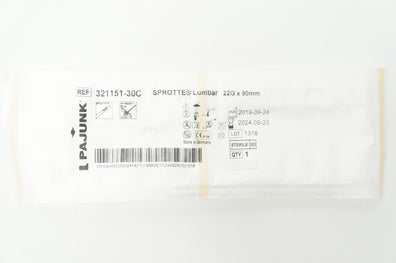 REF 321151-30C SPROTTE® Lumbar 22G x 90mm
PAJUNK®
2019-09-24
2024-09-23
LOT 1318
Made in Germany
STERILE EO
QTY 1